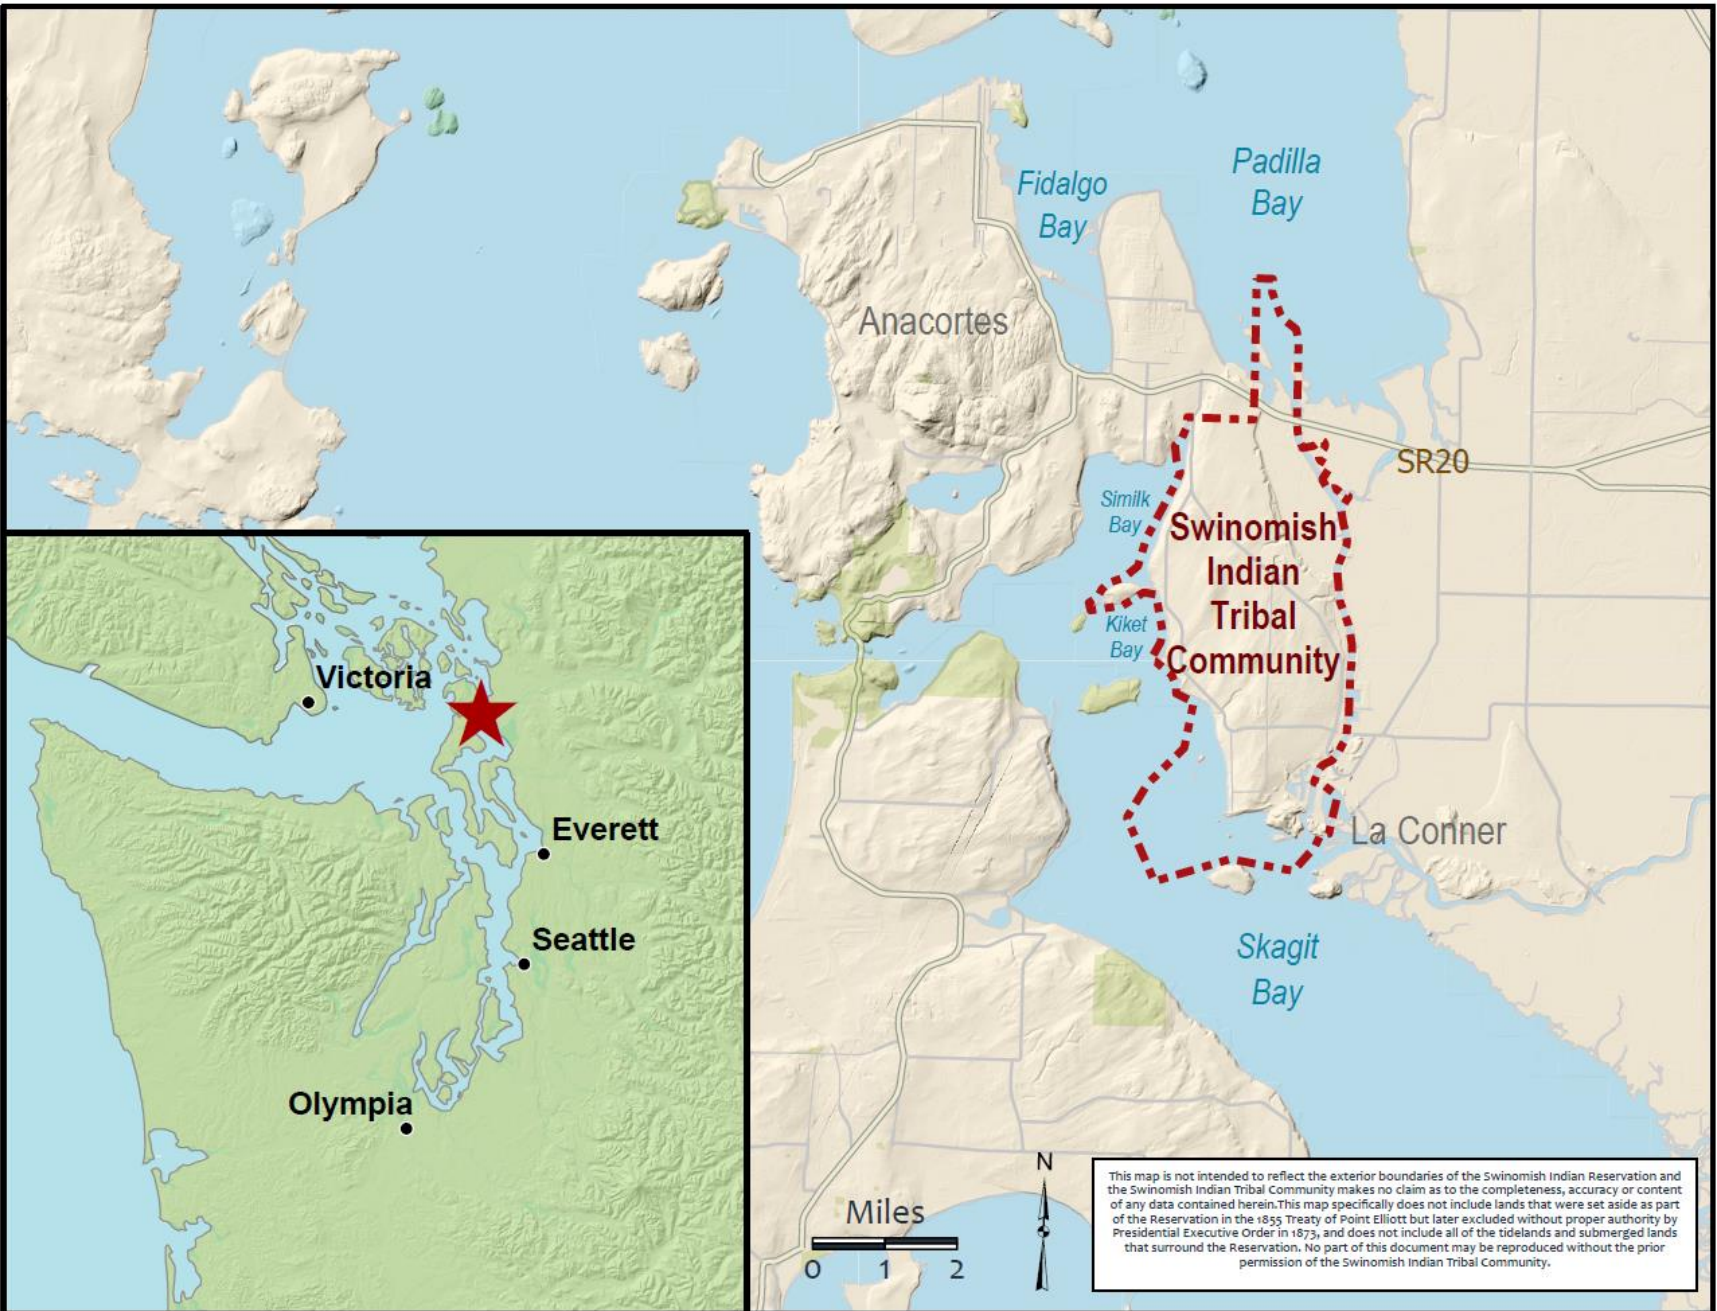 Padilla
Bay
Fidalgo
Bay
Anacortes
SR20
Similk
Bay
Swinomish
Indian
Tribal
Community
Kiket
Bay
La Conner
Skagit
Bay
Victoria
Everett
Seattle
Olympia
Miles
0 1 2
N
This map is not intended to reflect the exterior boundaries of the Swinomish Indian Reservation and
the Swinomish Indian Tribal Community makes no claim as to the completeness, accuracy or content
of any data contained herein.This map specifically does not include lands that were set aside as part
of the Reservation in the 1855 Treaty of Point Elliott but later excluded without proper authority by
Presidential Executive Order in 1873, and does not include all of the tidelands and submerged lands
that surround the Reservation. No part of this document may be reproduced without the prior
permission of the Swinomish Indian Tribal Community.